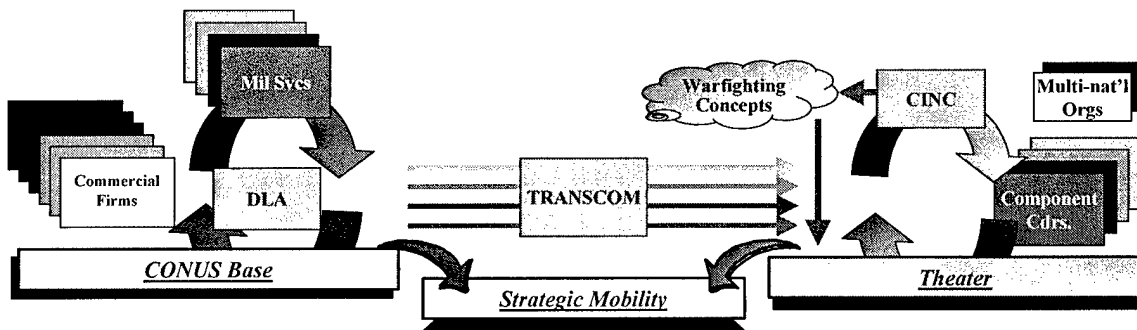 Mil Svcs
Commercial
Firms
DLA
CONUS Base
TRANSCOM
Strategic Mobility
Warfighting
Concepts
CINC
Multi-nat'l
Orgs
Component
Cdrs.
Theater